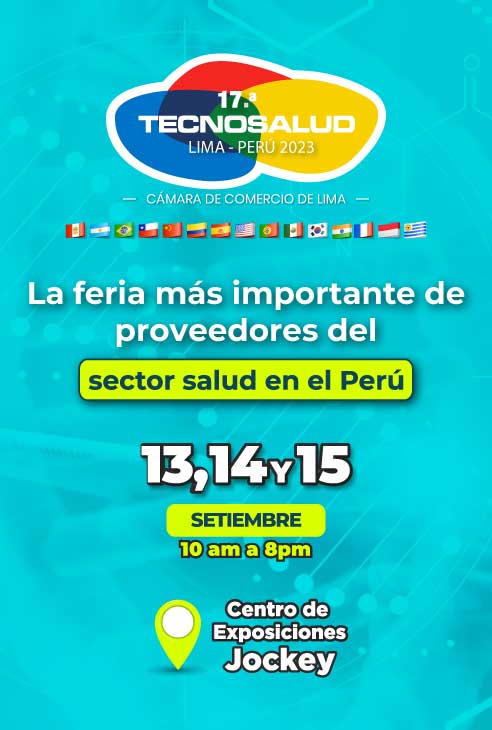 17.ª
TECNOSALUD
LIMA - PERÚ 2023
CÁMARA DE COMERCIO DE LIMA
La feria más importante de
proveedores del
sector salud en el Perú
13,14 Y 15
SETIEMBRE
10 am a 8pm
Centro de
Exposiciones
Jockey